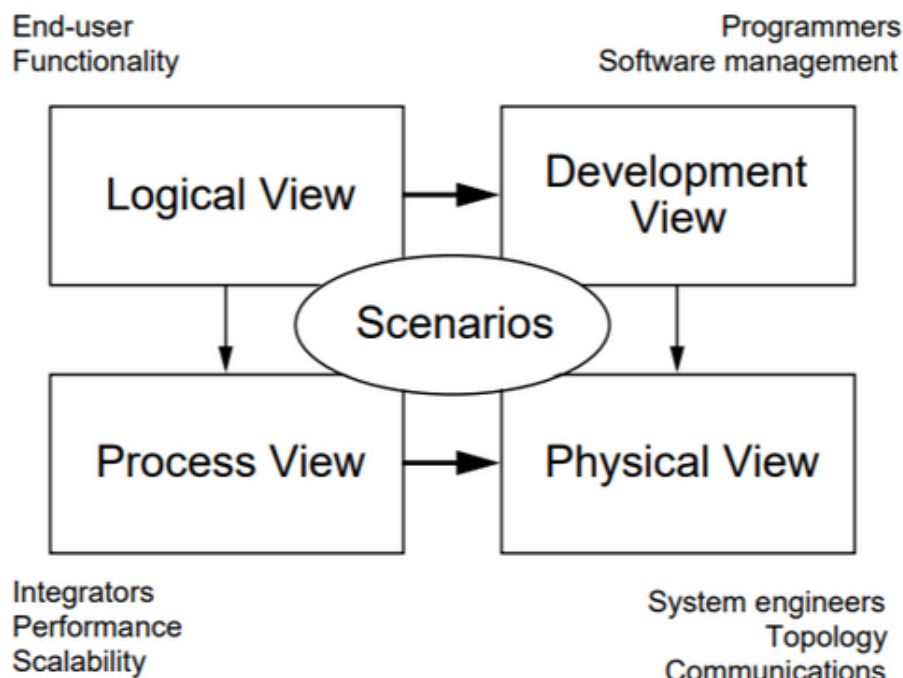 End-user
Functionality
Programmers
Software management
Logical View
Development
View
Scenarios
Process View
Physical View
Integrators
Performance
Scalability
System engineers
Topology
Communications